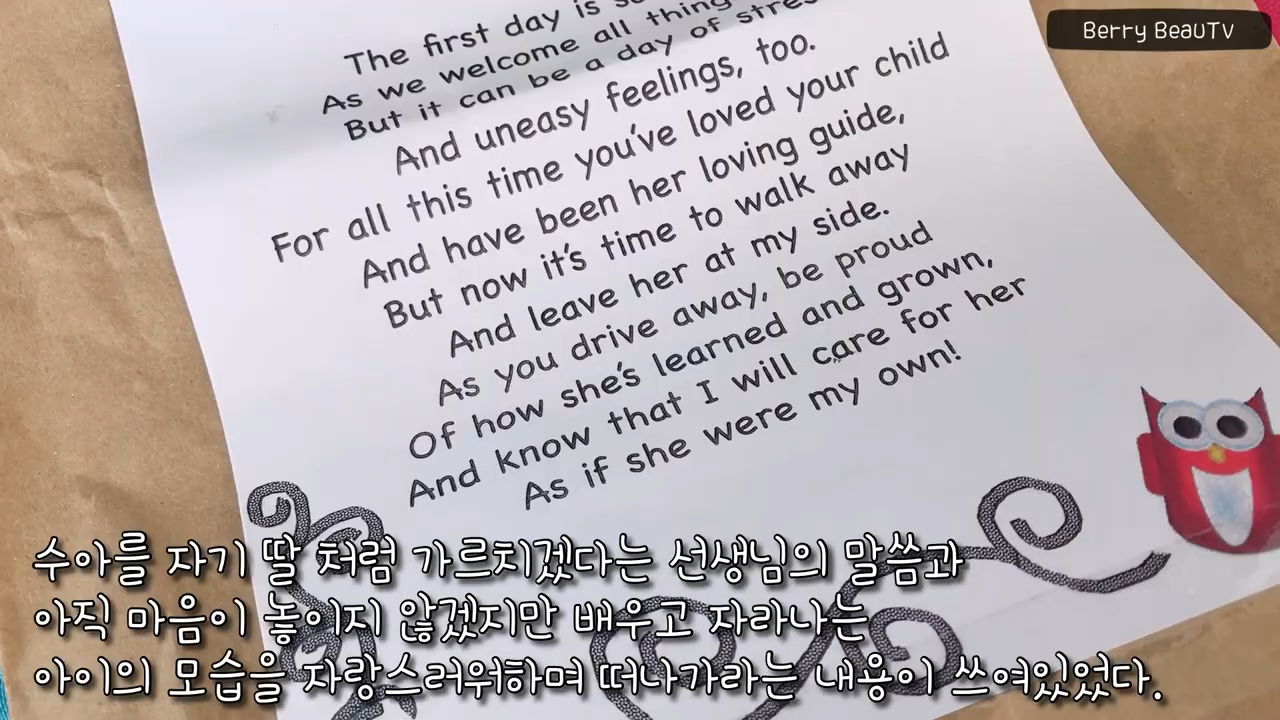 Berry BeauTV
The first day is
As we welcome all
But it can be a day of
And uneasy feelings, too.
For all this time you've loved your child
And have been her loving guide,
But now it's time to walk away
And leave her at my side.
As you drive away, be proud
Of how she's learned and grown,
And know that I will care for her
As if she were my own!
수아를 자기 딸 처럼 가르치겠다는 선생님의 말씀과
아직 마음이 놓이지 않겠지만 배우고 자라나는
아이의 모습을 자랑스러워하며 떠나가라는 내용이 쓰여있었다.